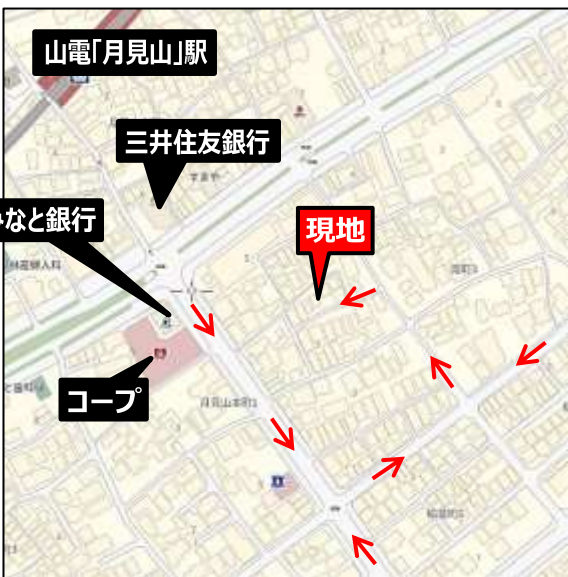 山電「月見山」駅
三井住友銀行
なと銀行
現地
コープ
月見山本町1